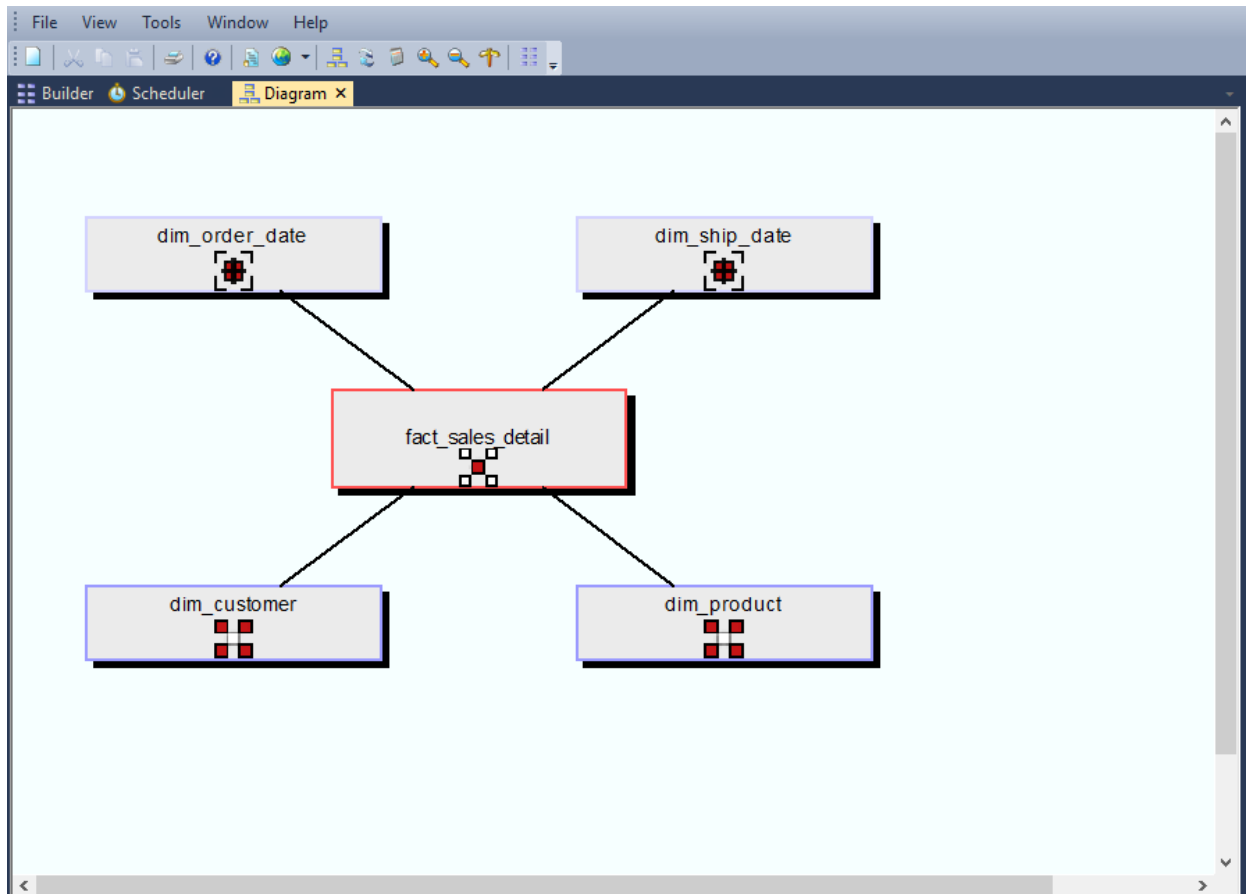 File View Tools Window Help
Builder Scheduler Diagram
dim_order_date dim_ship_date
fact_sales_detail
dim_customer dim_product